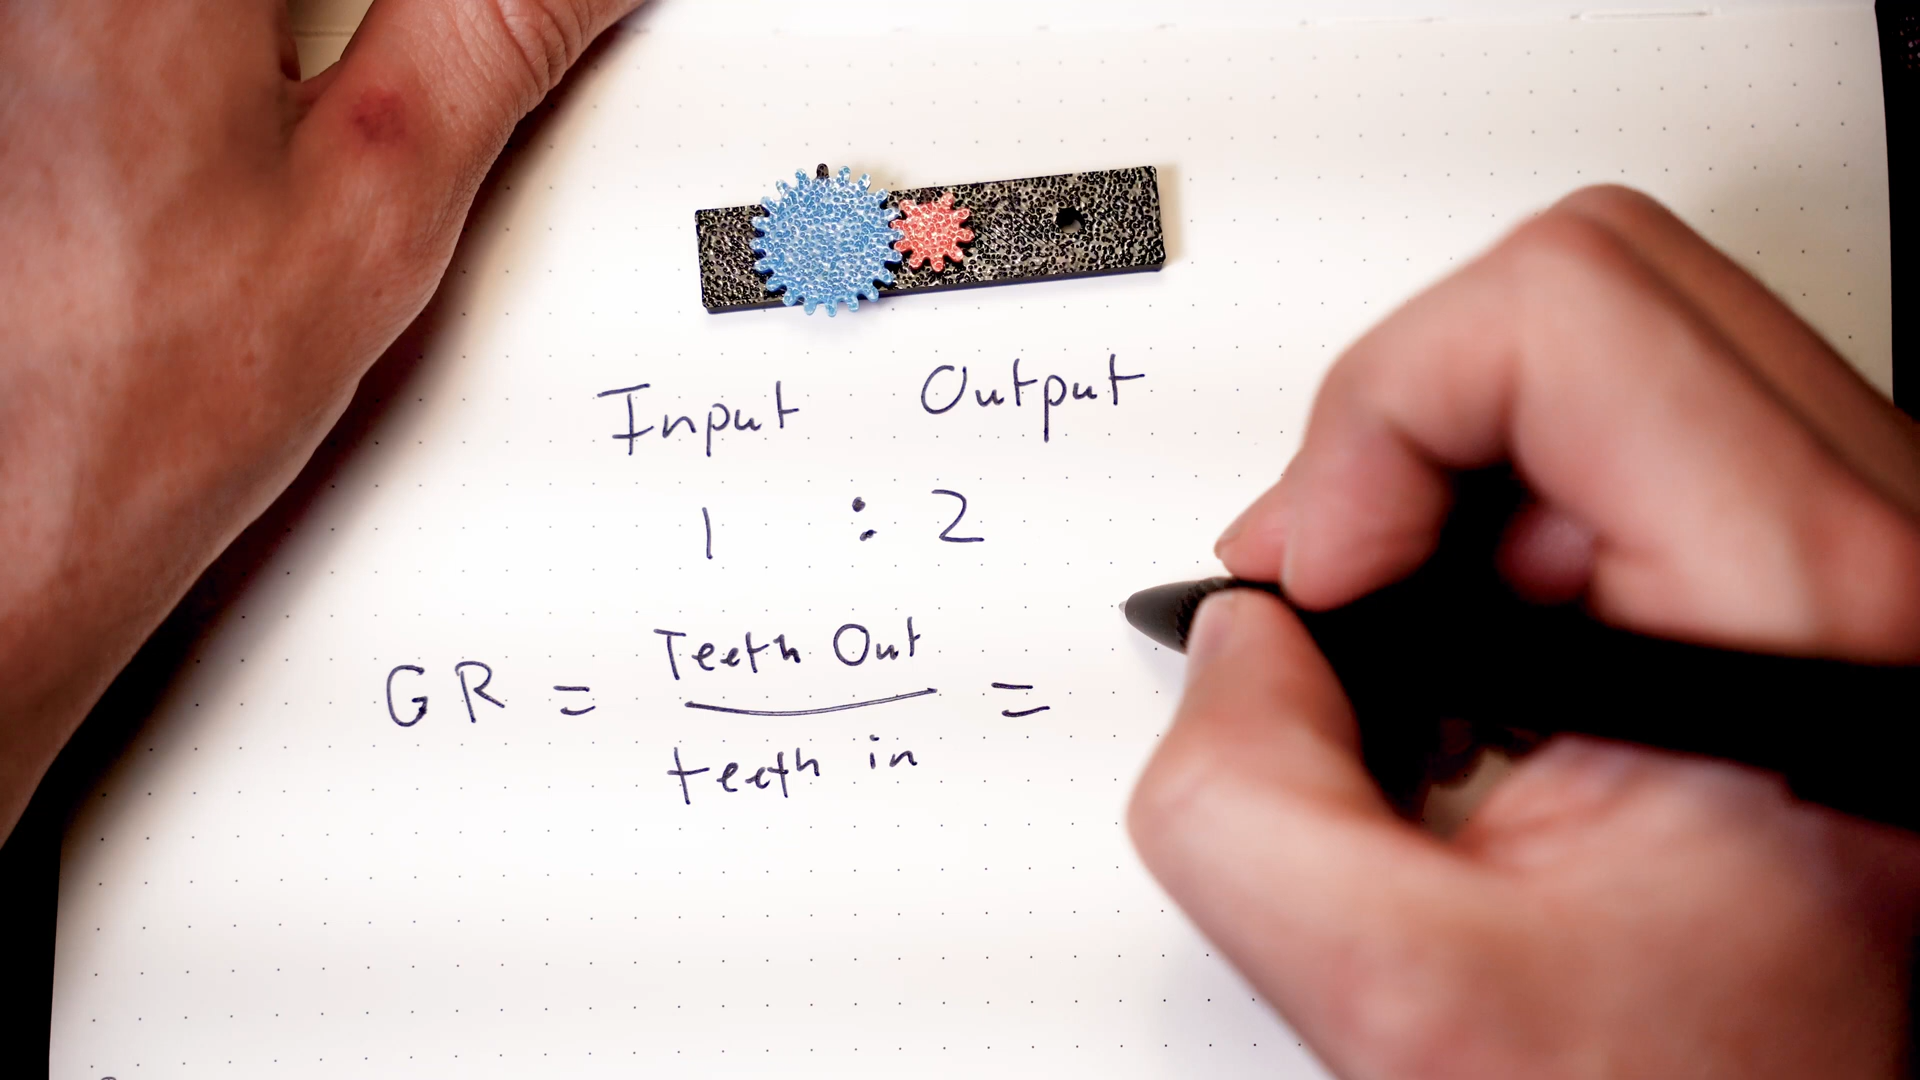 Input Output
1 : 2
GR = Teeth Out / teeth in =